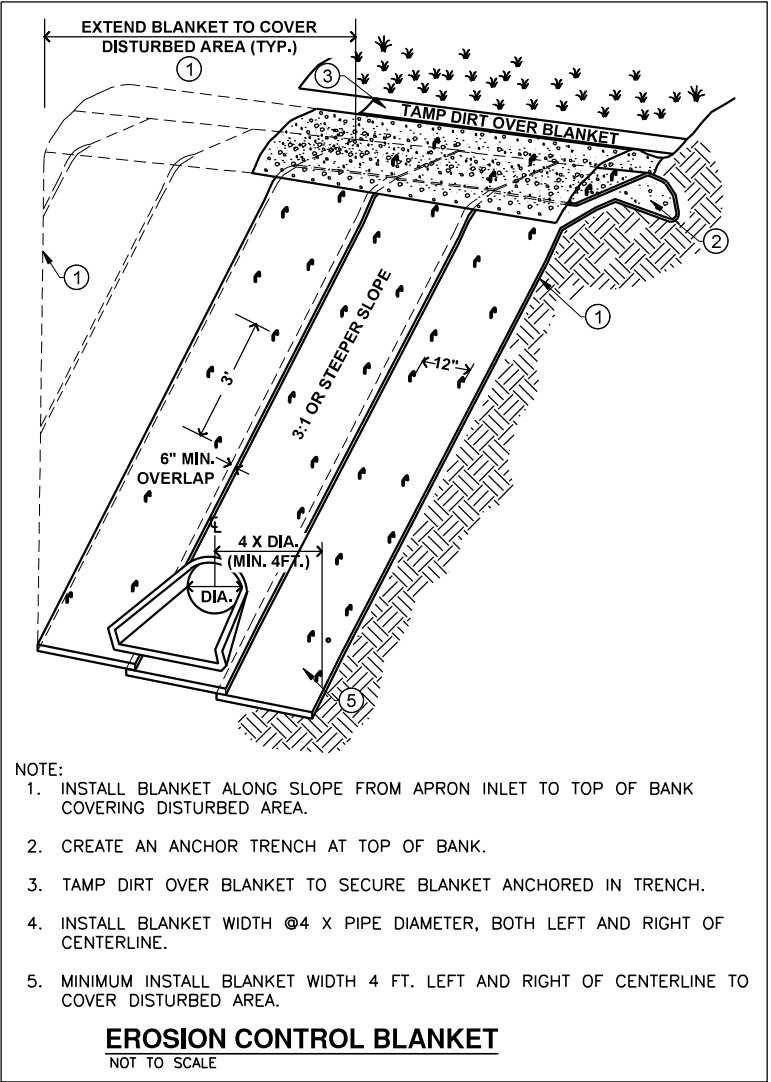 EXTEND BLANKET TO COVER
DISTURBED AREA (TYP.)
1
3
TAMP DIRT OVER BLANKET
2
1
1
3:1 OR STEEPER SLOPE
12"
3'
6" MIN.
OVERLAP
4 X DIA.
(MIN. 4FT.)
DIA.
5
NOTE:
1. INSTALL BLANKET ALONG SLOPE FROM APRON INLET TO TOP OF BANK
COVERING DISTURBED AREA.
2. CREATE AN ANCHOR TRENCH AT TOP OF BANK.
3. TAMP DIRT OVER BLANKET TO SECURE BLANKET ANCHORED IN TRENCH.
4. INSTALL BLANKET WIDTH @4 X PIPE DIAMETER, BOTH LEFT AND RIGHT OF
CENTERLINE.
5. MINIMUM INSTALL BLANKET WIDTH 4 FT. LEFT AND RIGHT OF CENTERLINE TO
COVER DISTURBED AREA.
EROSION CONTROL BLANKET
NOT TO SCALE